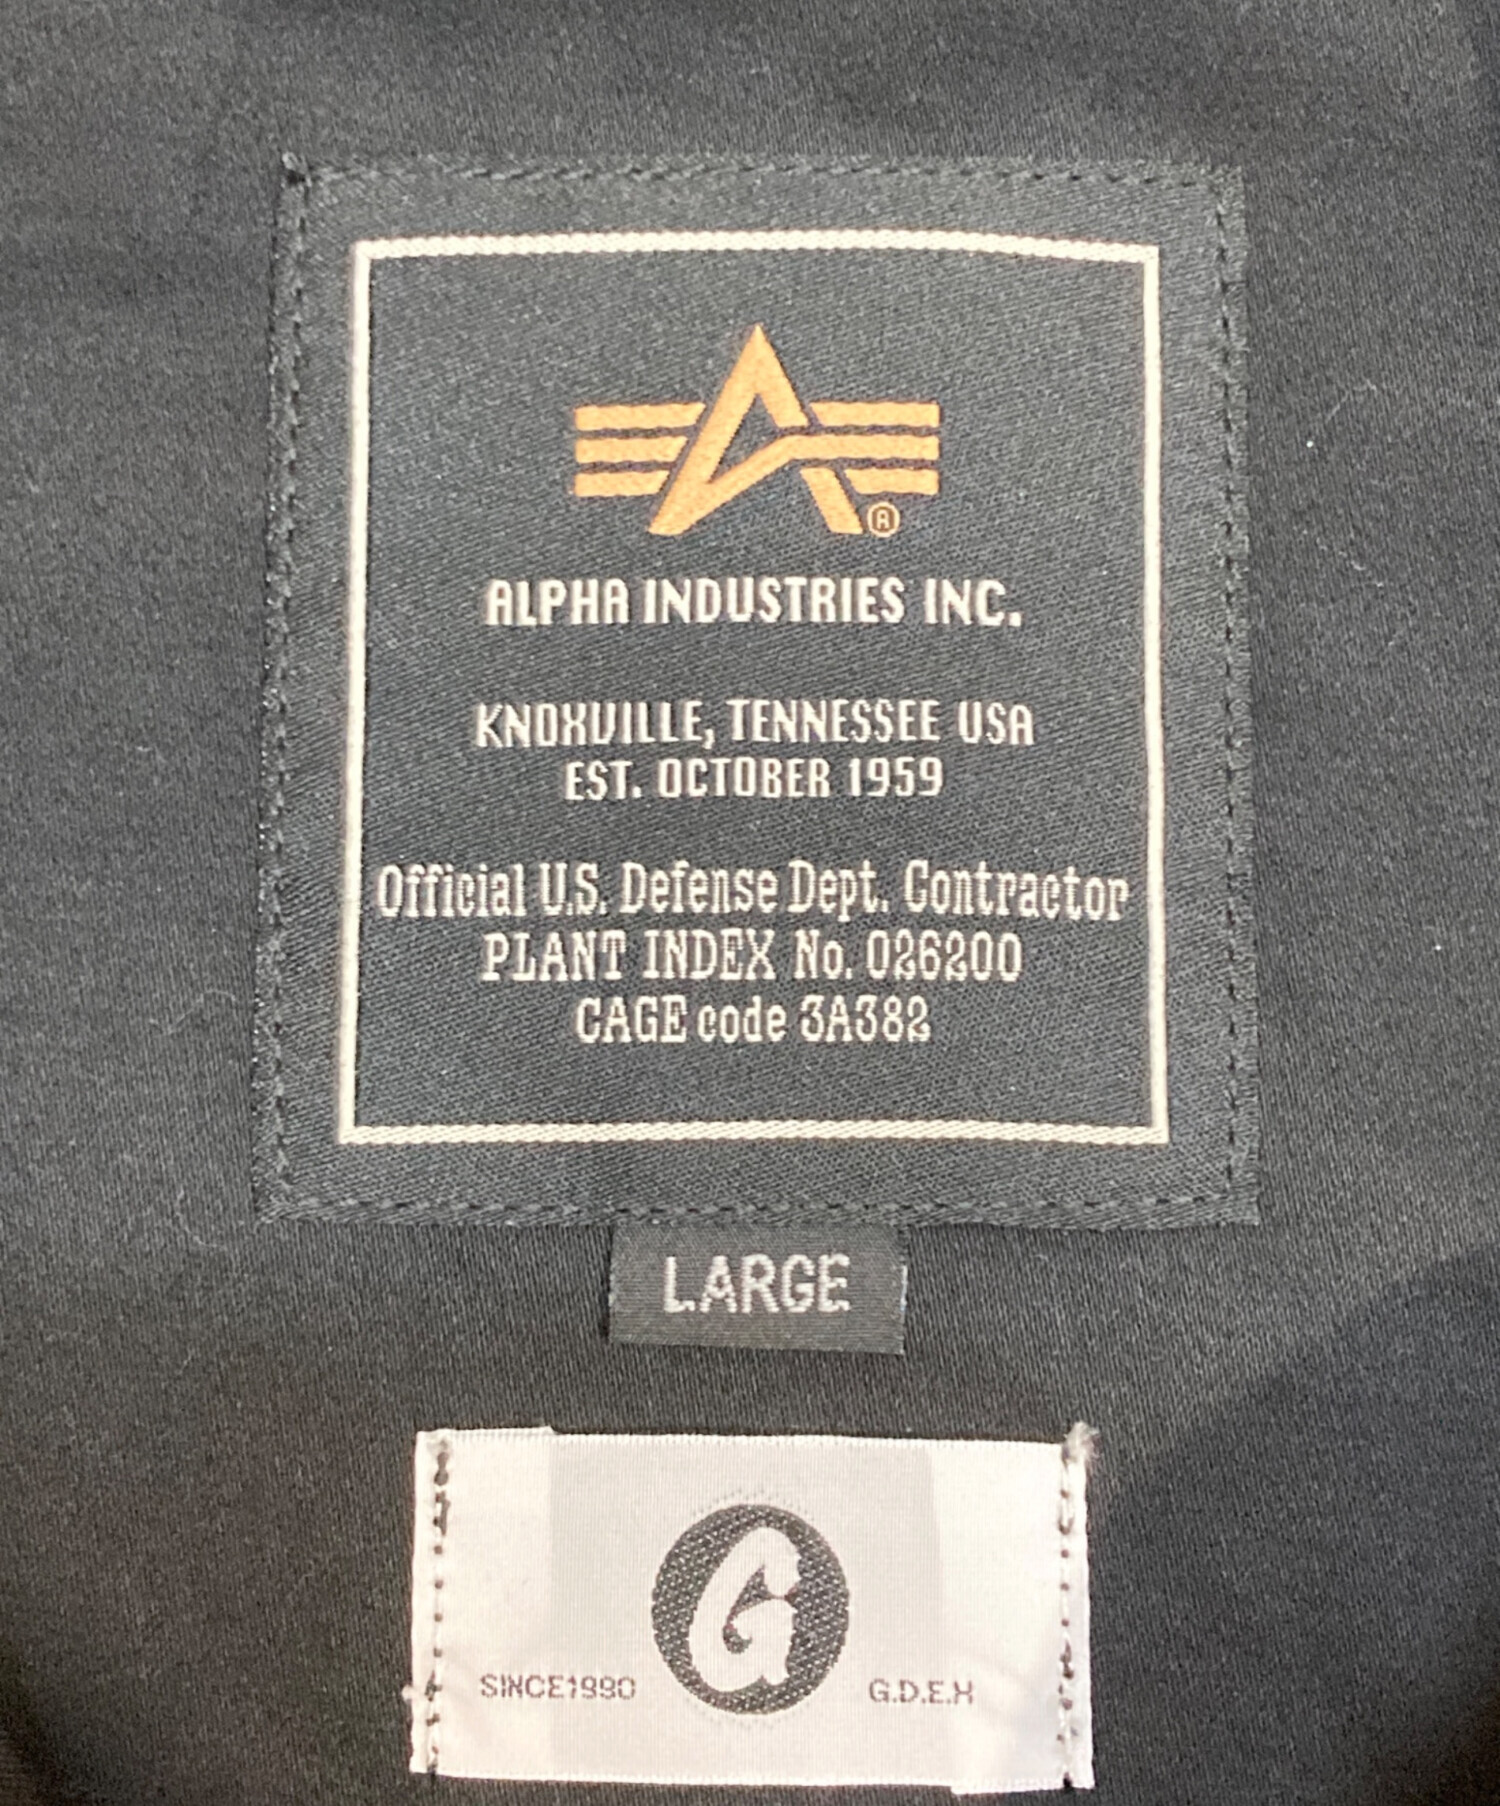 ®
ALPHA INDUSTRIES INC.
KNOXVILLE, TENNESSEE USA
EST. OCTOBER 1959
Official U.S. Defense Dept. Contractor
PLANT INDEX No. 026200
CAGE code 3A382
LARGE
G
SINCE1990 G.D.E.H